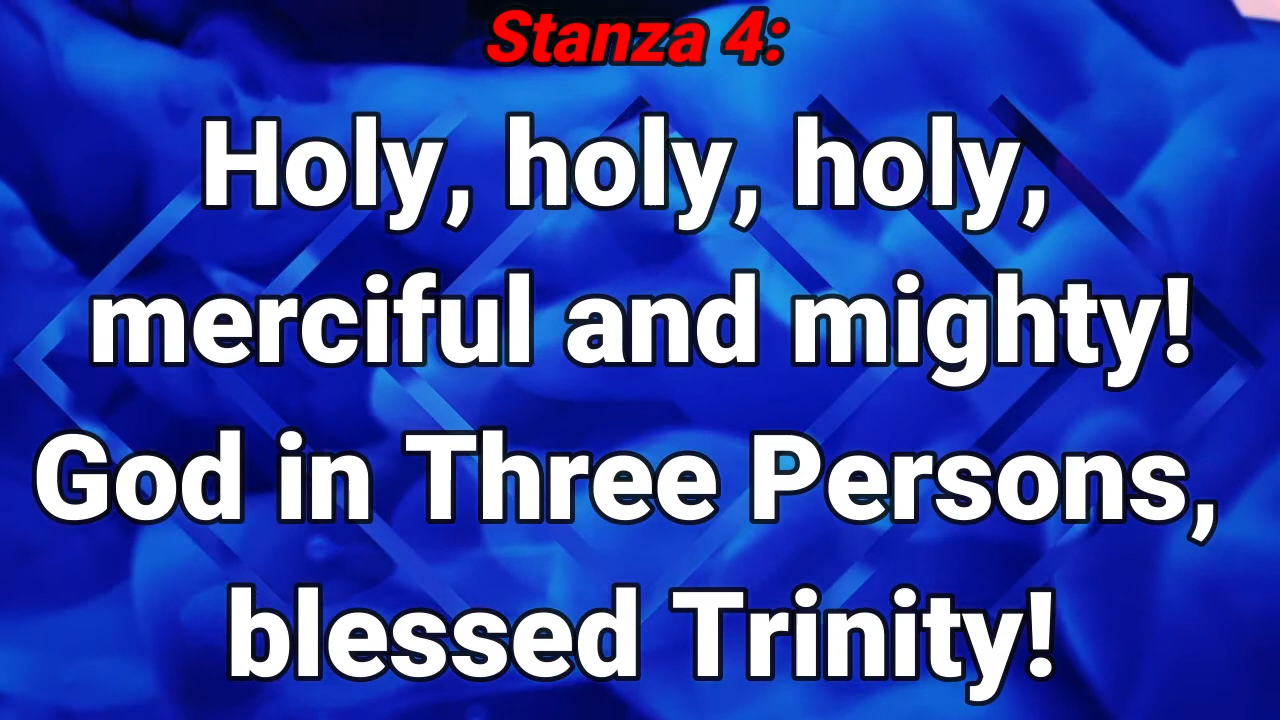 Stanza 4:
Holy, holy, holy,
merciful and mighty!
God in Three Persons,
blessed Trinity!